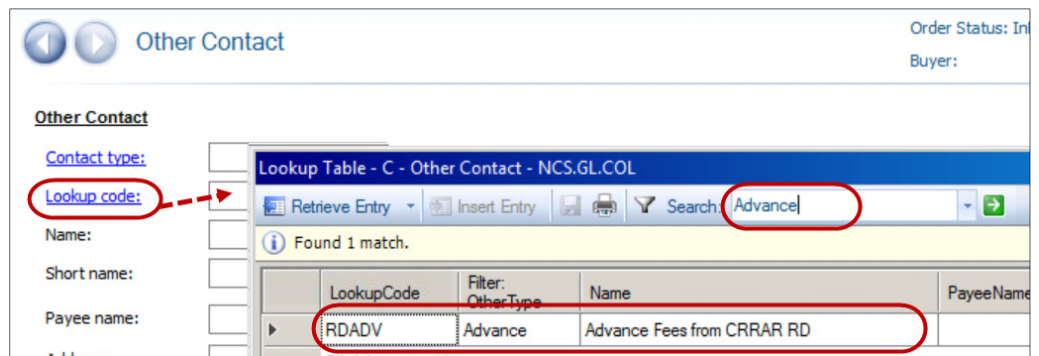 Other Contact
Order Status: In
Buyer:
Other Contact
Contact type:
Lookup code:
Name:
Short name:
Payee name:
Lookup Table - C - Other Contact - NCS.GL.COL
Retrieve Entry Insert Entry Search: Advance
Found 1 match.
LookupCode Filter: OtherType Name PayeeName
RDADV Advance Advance Fees from CRRAR RD